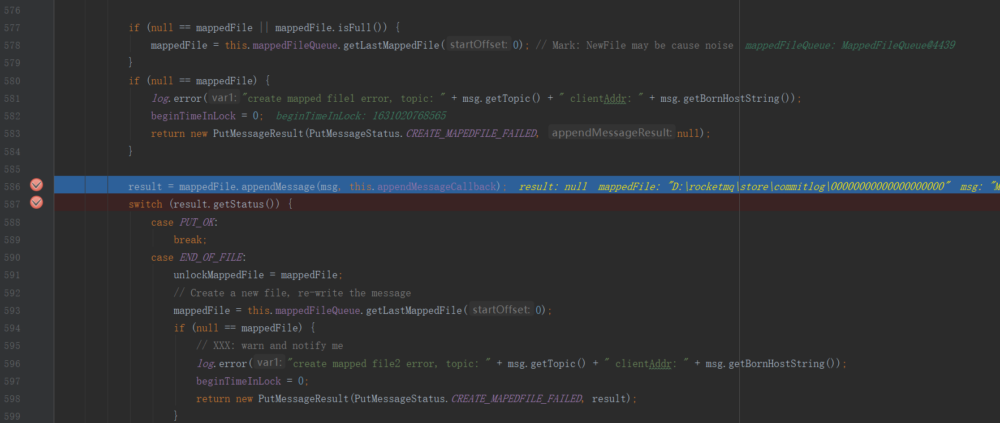 576
577 if (null == mappedFile || mappedFile.isFull()) {
578 mappedFile = this.mappedFileQueue.getLastMappedFile( startOffset: 0); // Mark: NewFile may be cause noise mappedFileQueue: MappedFileQueue@4439
579 }
580 if (null == mappedFile) {
581 log.error( var1: "create mapped file1 error, topic: " + msg.getTopic() + " clientAddr: " + msg.getBornHostString());
582 beginTimeInLock = 0; beginTimeInLock: 1631020768565
583 return new PutMessageResult(PutMessageStatus.CREATE_MAPEDFILE_FAILED, appendMessageResult: null);
584 }
585
586 result = mappedFile.appendMessage(msg, this.appendMessageCallback); result: null mappedFile: "D:\rocketmq\store\commitlog\00000000000000000000" msg: "M
587 switch (result.getStatus()) {
588 case PUT_OK:
589 break;
590 case END_OF_FILE:
591 unlockMappedFile = mappedFile;
592 // Create a new file, re-write the message
593 mappedFile = this.mappedFileQueue.getLastMappedFile( startOffset: 0);
594 if (null == mappedFile) {
595 // XXX: warn and notify me
596 log.error( var1: "create mapped file2 error, topic: " + msg.getTopic() + " clientAddr: " + msg.getBornHostString());
597 beginTimeInLock = 0;
598 return new PutMessageResult(PutMessageStatus.CREATE_MAPEDFILE_FAILED, result);
599 }